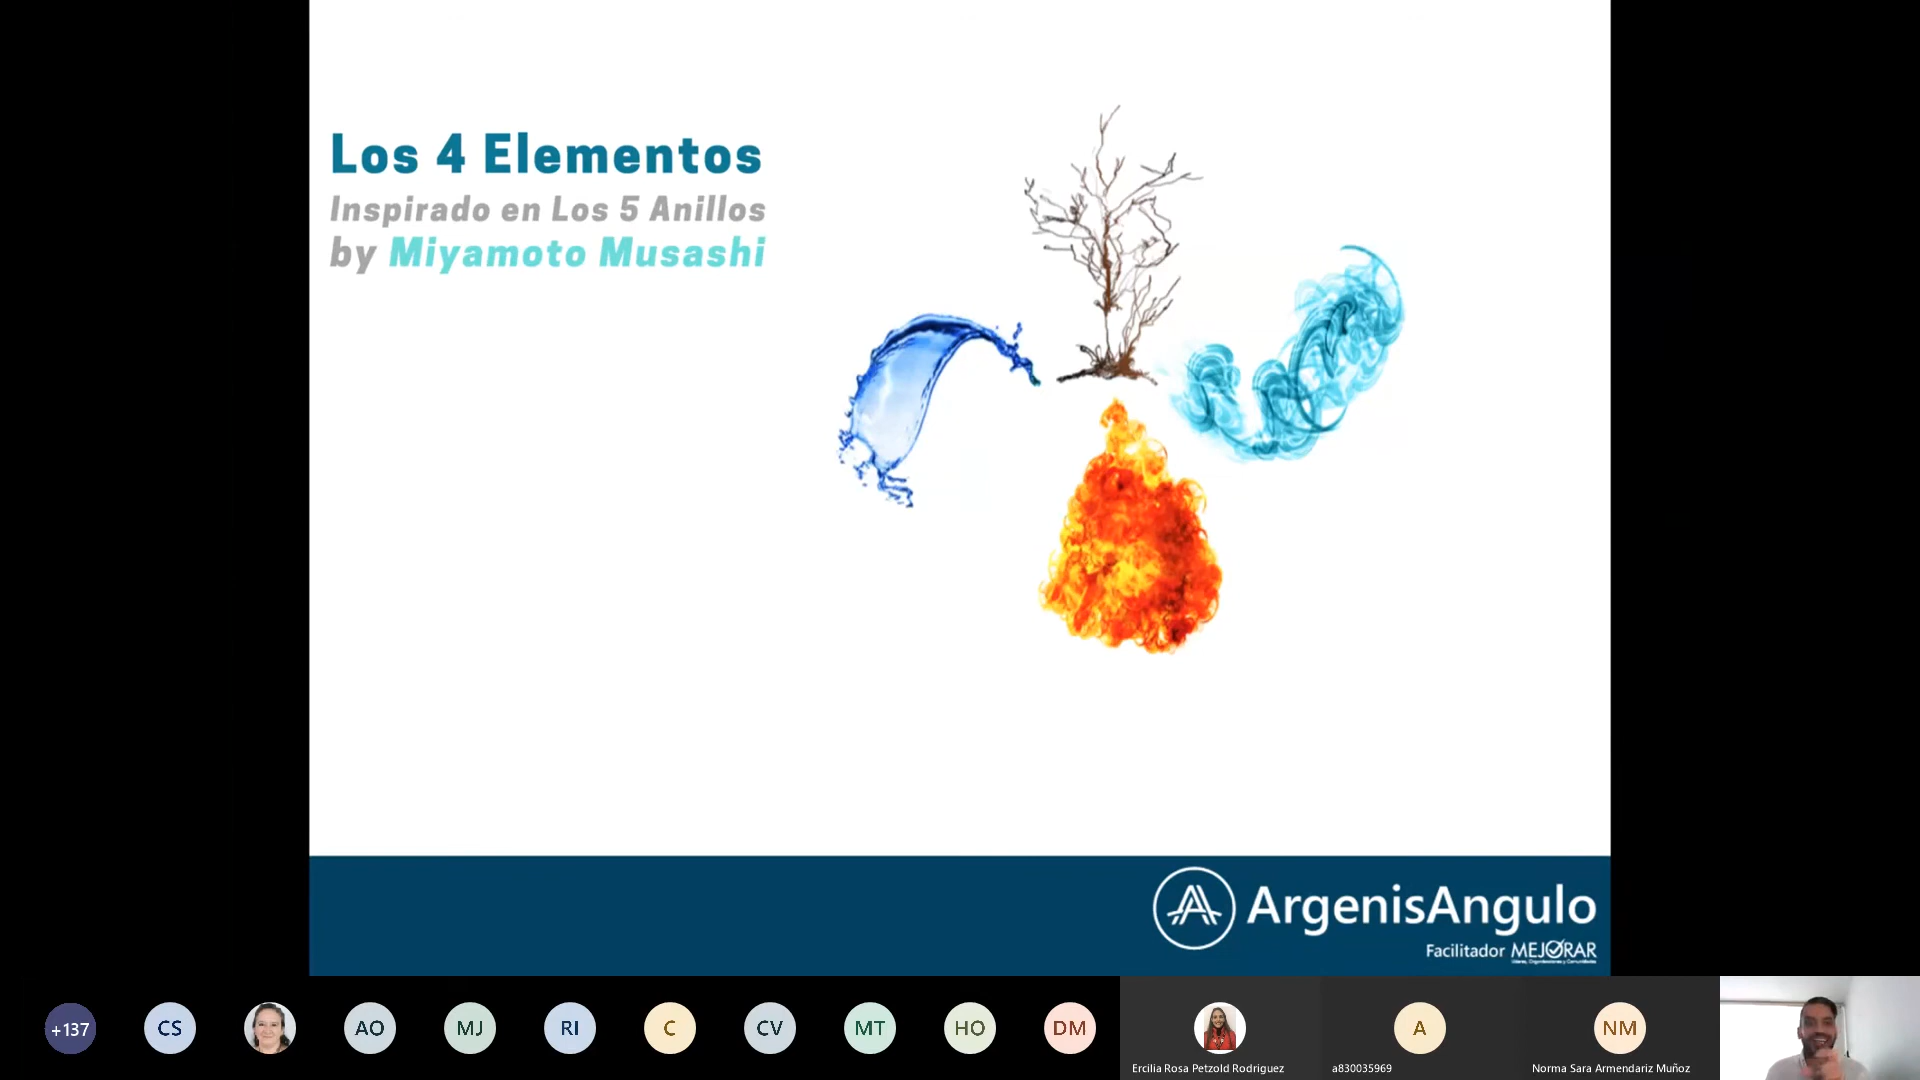 Los 4 Elementos
Inspirado en Los 5 Anillos
by Miyamoto Musashi
ArgenisAngulo
Facilitador MEJORAR
+137
CS
AO
MJ
RI
C
CV
MT
HO
DM
A
NM
Ercilia Rosa Petzold Rodriguez
a830035969
Norma Sara Armendariz Muñoz